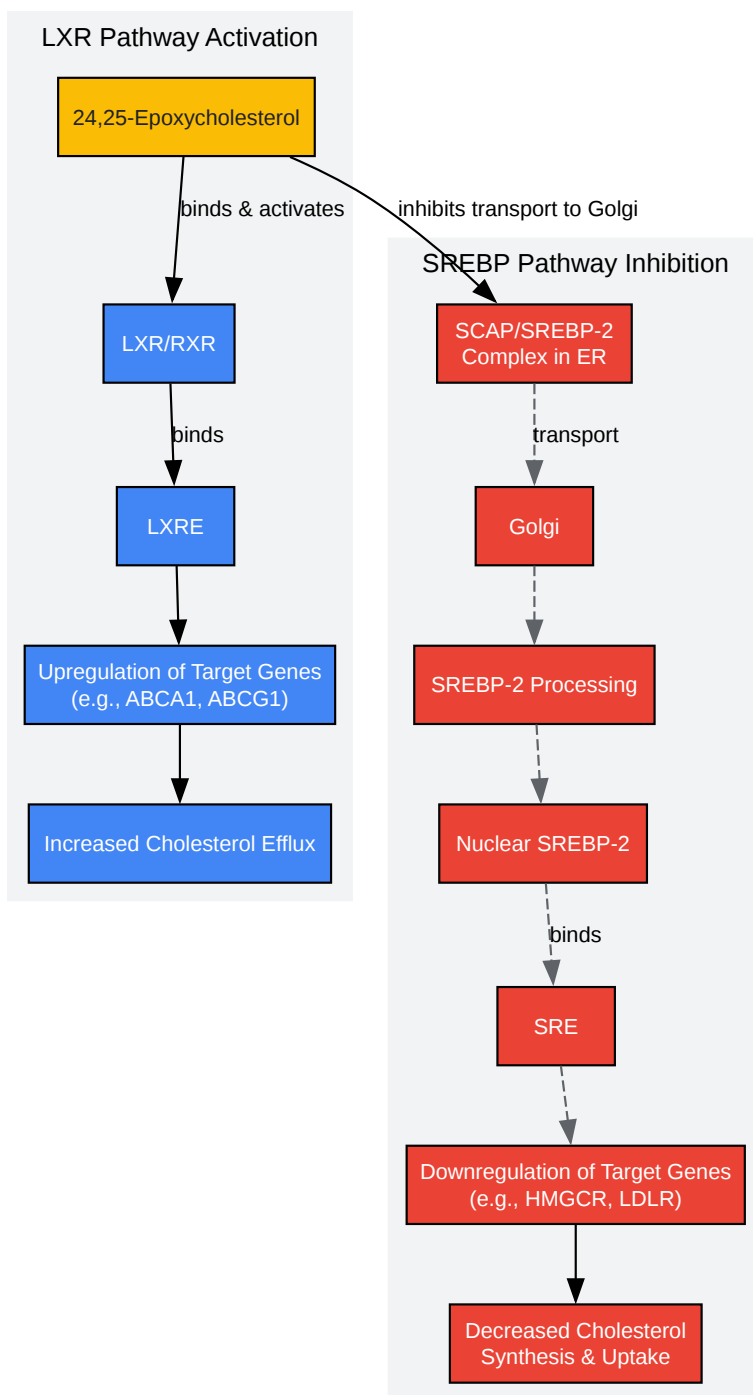 LXR Pathway Activation
24,25-Epoxycholesterol
binds & activates
LXR/RXR
binds
LXRE
Upregulation of Target Genes
(e.g., ABCA1, ABCG1)
Increased Cholesterol Efflux
inhibits transport to Golgi
SREBP Pathway Inhibition
SCAP/SREBP-2
Complex in ER
transport
Golgi
SREBP-2 Processing
Nuclear SREBP-2
binds
SRE
Downregulation of Target Genes
(e.g., HMGCR, LDLR)
Decreased Cholesterol
Synthesis & Uptake